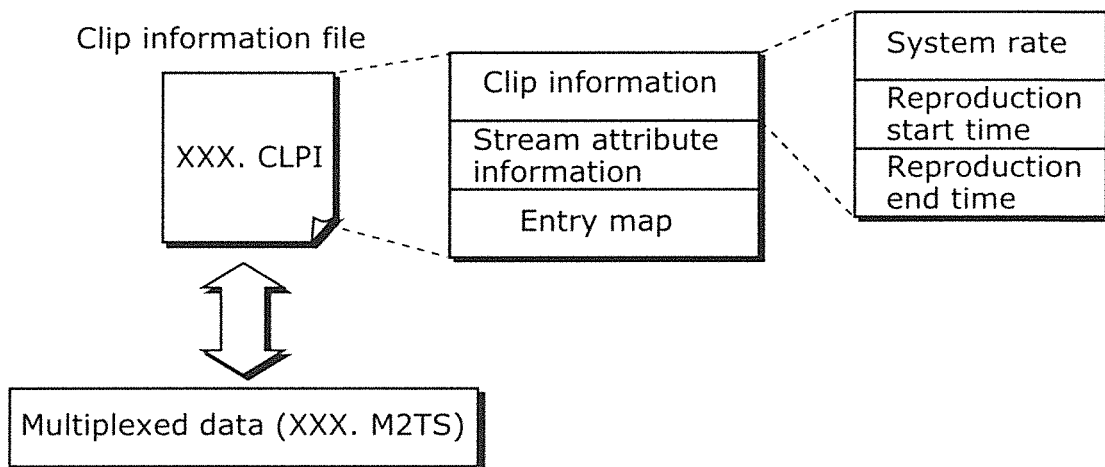 Clip information file
XXX. CLPI
Clip information
Stream attribute
information
Entry map
System rate
Reproduction
start time
Reproduction
end time
Multiplexed data (XXX. M2TS)